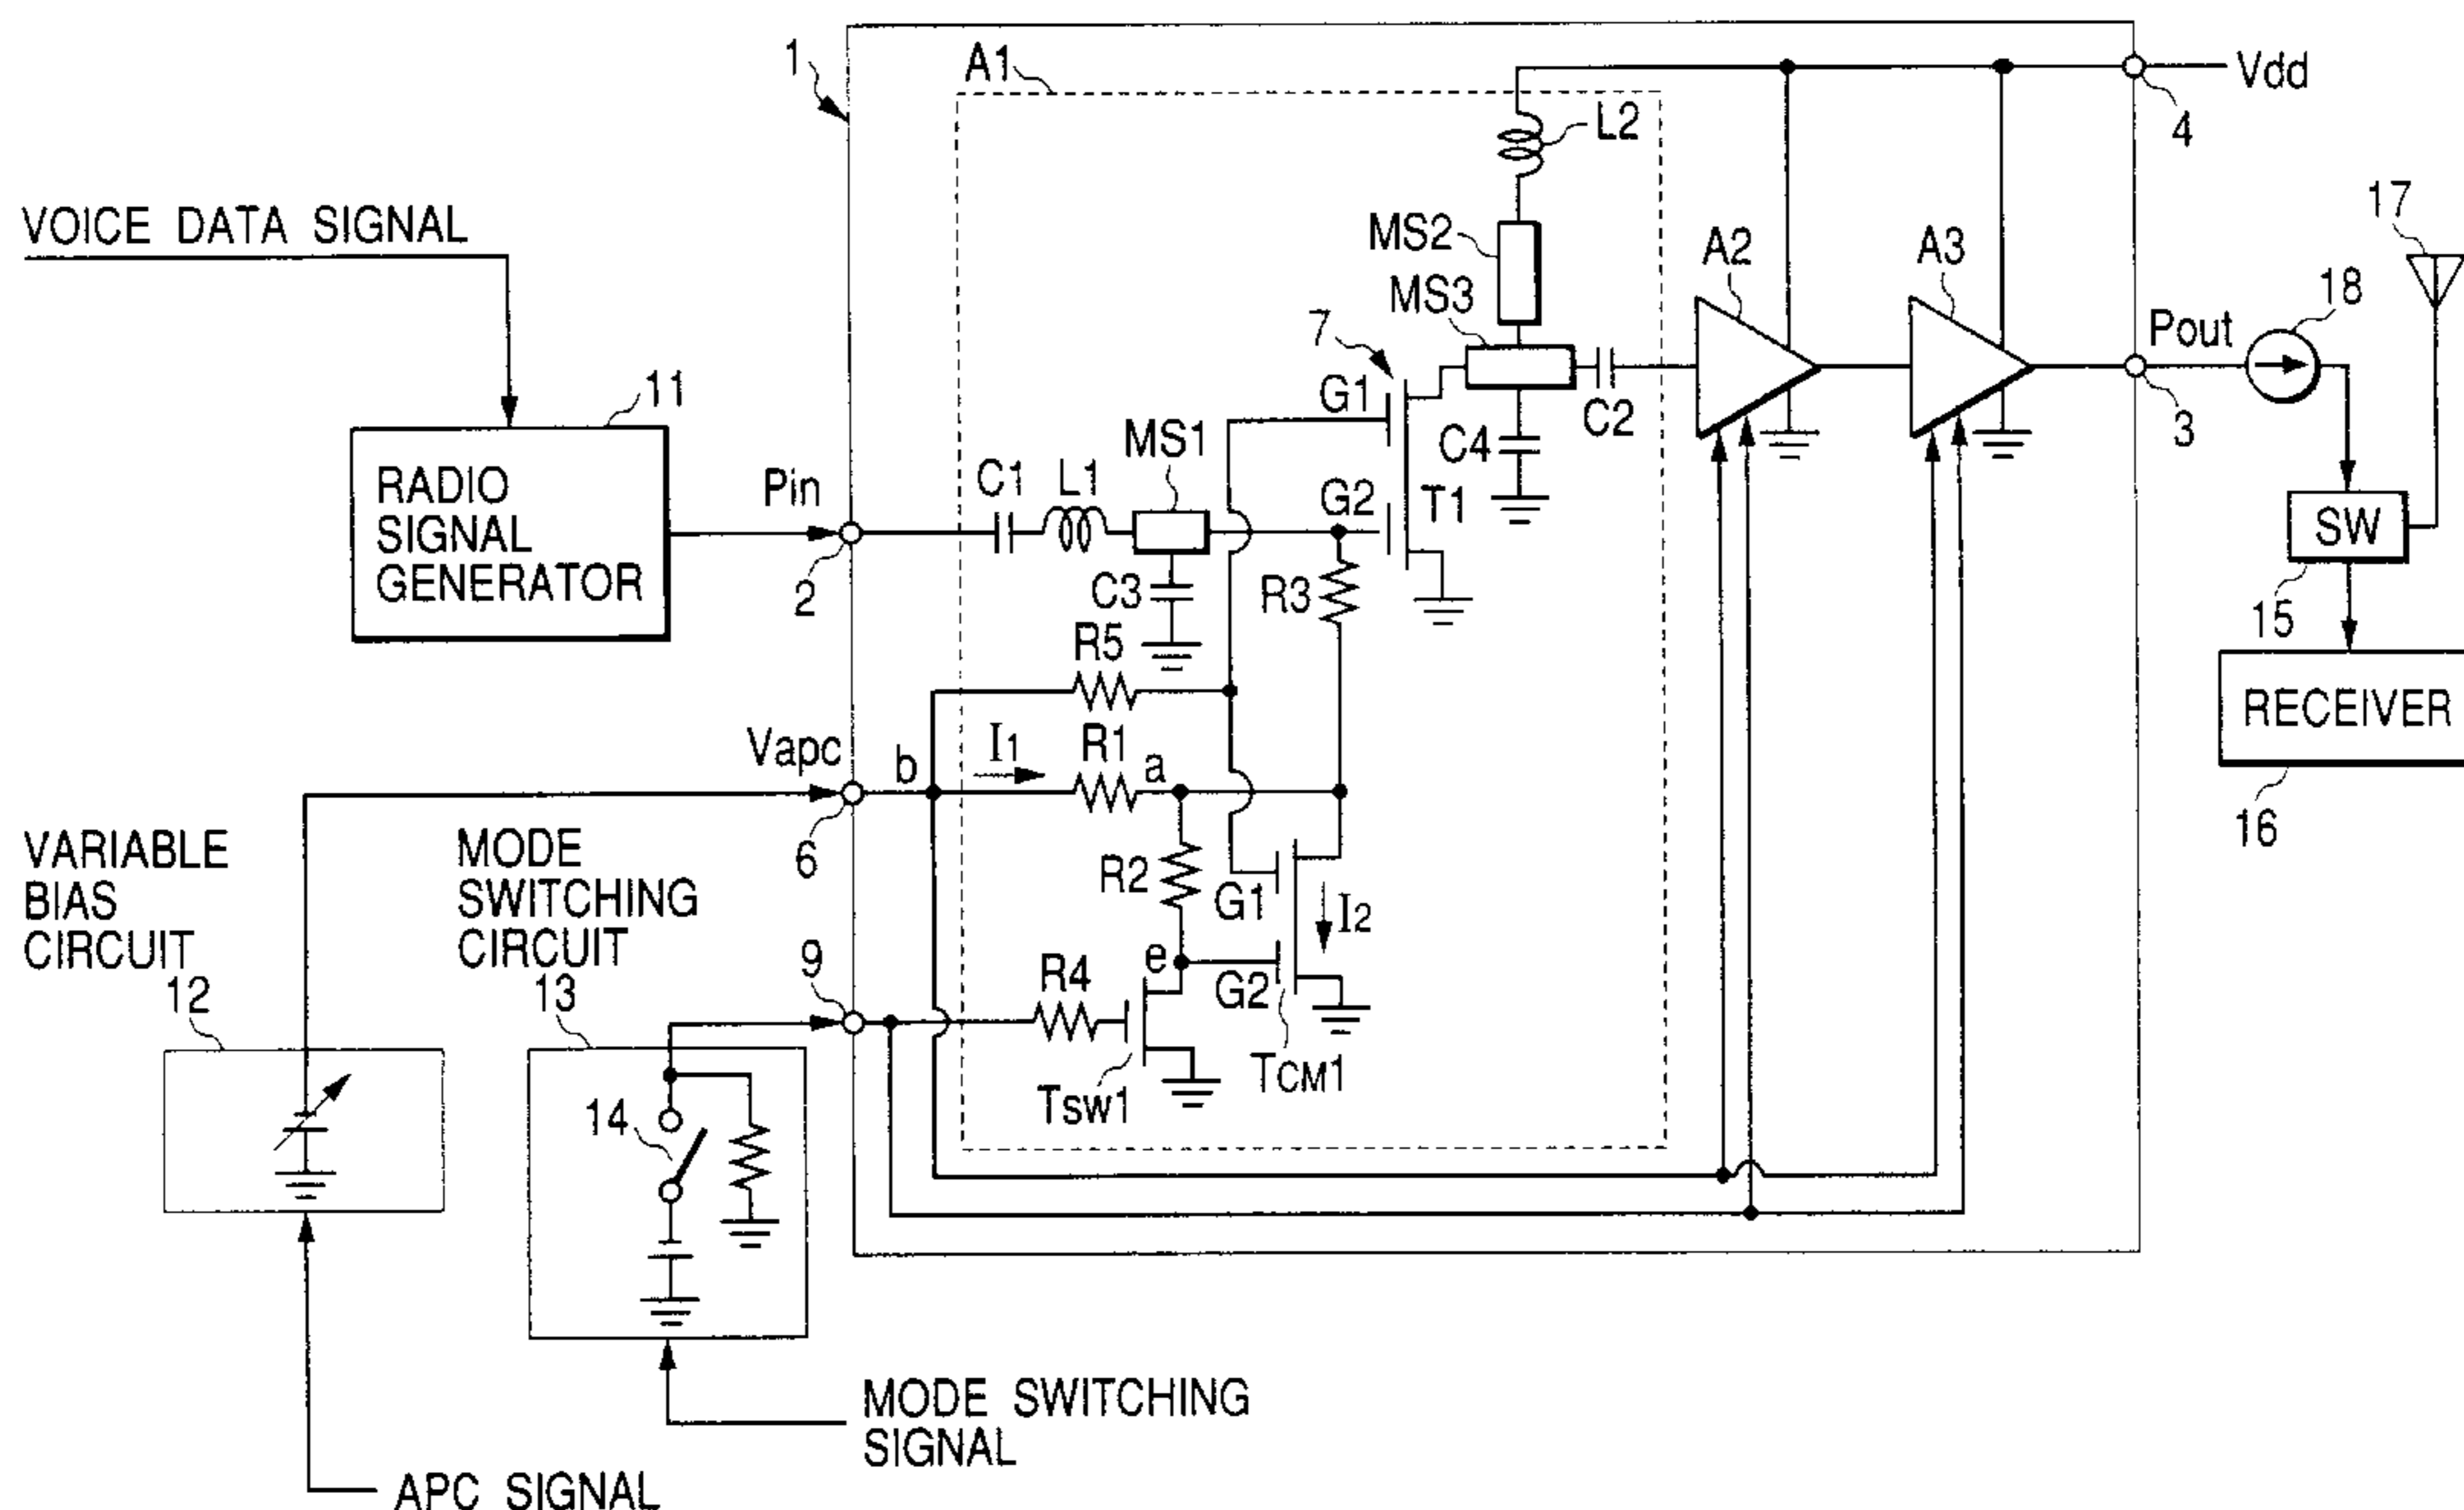 1
A1
Vdd
4
L2
VOICE DATA SIGNAL
MS2
A2
A3
17
MS3
18
7
Pout
11
G1
C2
3
MS1
C4
RADIO
SIGNAL
GENERATOR
Pin
C1
L1
G2
T1
SW
2
C3
R3
15
R5
RECEIVER
Vapc
b
I1
R1
a
6
16
VARIABLE
BIAS
CIRCUIT
12
MODE
SWITCHING
CIRCUIT
13
R2
G1
I2
9
e
R4
G2
TCM1
Tsw1
14
MODE SWITCHING
SIGNAL
APC SIGNAL